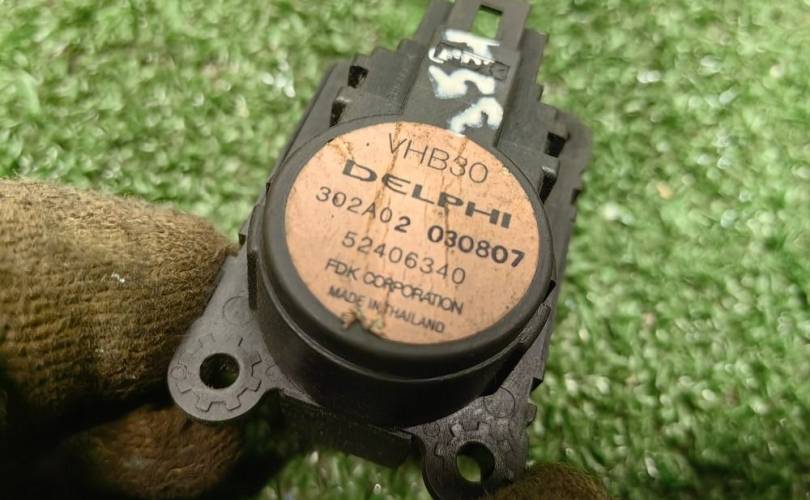 VHB30
DELPHI
302A02 030807
52406340
FDK CORPORATION
MADE IN THAILAND